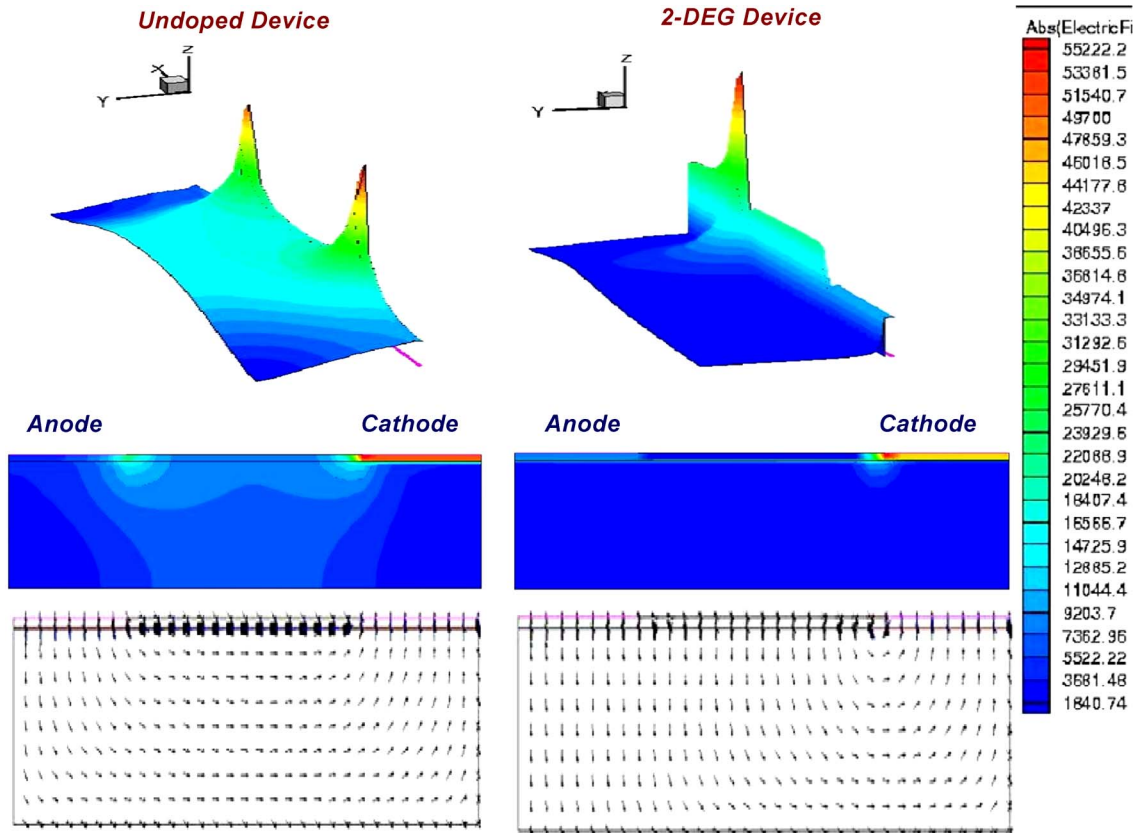 Undoped Device
2-DEG Device
Z
X
Y
Z
Y
Anode
Cathode
Anode
Cathode
Abs(ElectricFi
55222.2
53381.5
51540.7
49700
47859.3
46018.5
44177.8
42337
40496.3
38655.6
36814.8
34974.1
33133.3
31292.6
29451.9
27611.1
25770.4
23929.6
22088.9
20248.2
18407.4
16566.7
14725.9
12885.2
11044.4
9203.7
7362.96
5522.22
3681.48
1840.74